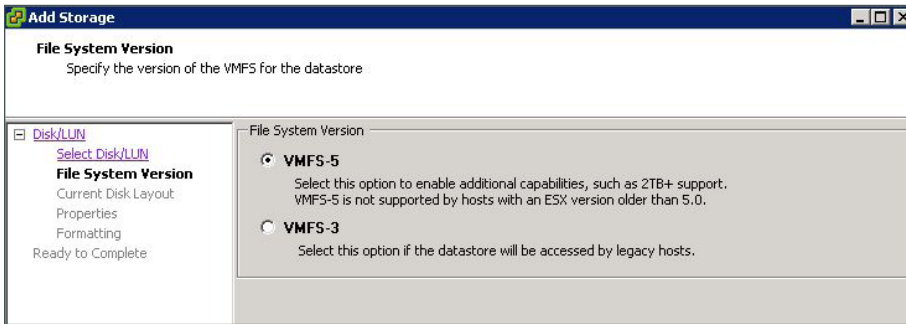 Add Storage
File System Version
Specify the version of the VMFS for the datastore
Disk/LUN
Select Disk/LUN
File System Version
Current Disk Layout
Properties
Formatting
Ready to Complete
File System Version
VMFS-5
Select this option to enable additional capabilities, such as 2TB+ support.
VMFS-5 is not supported by hosts with an ESX version older than 5.0.
VMFS-3
Select this option if the datastore will be accessed by legacy hosts.